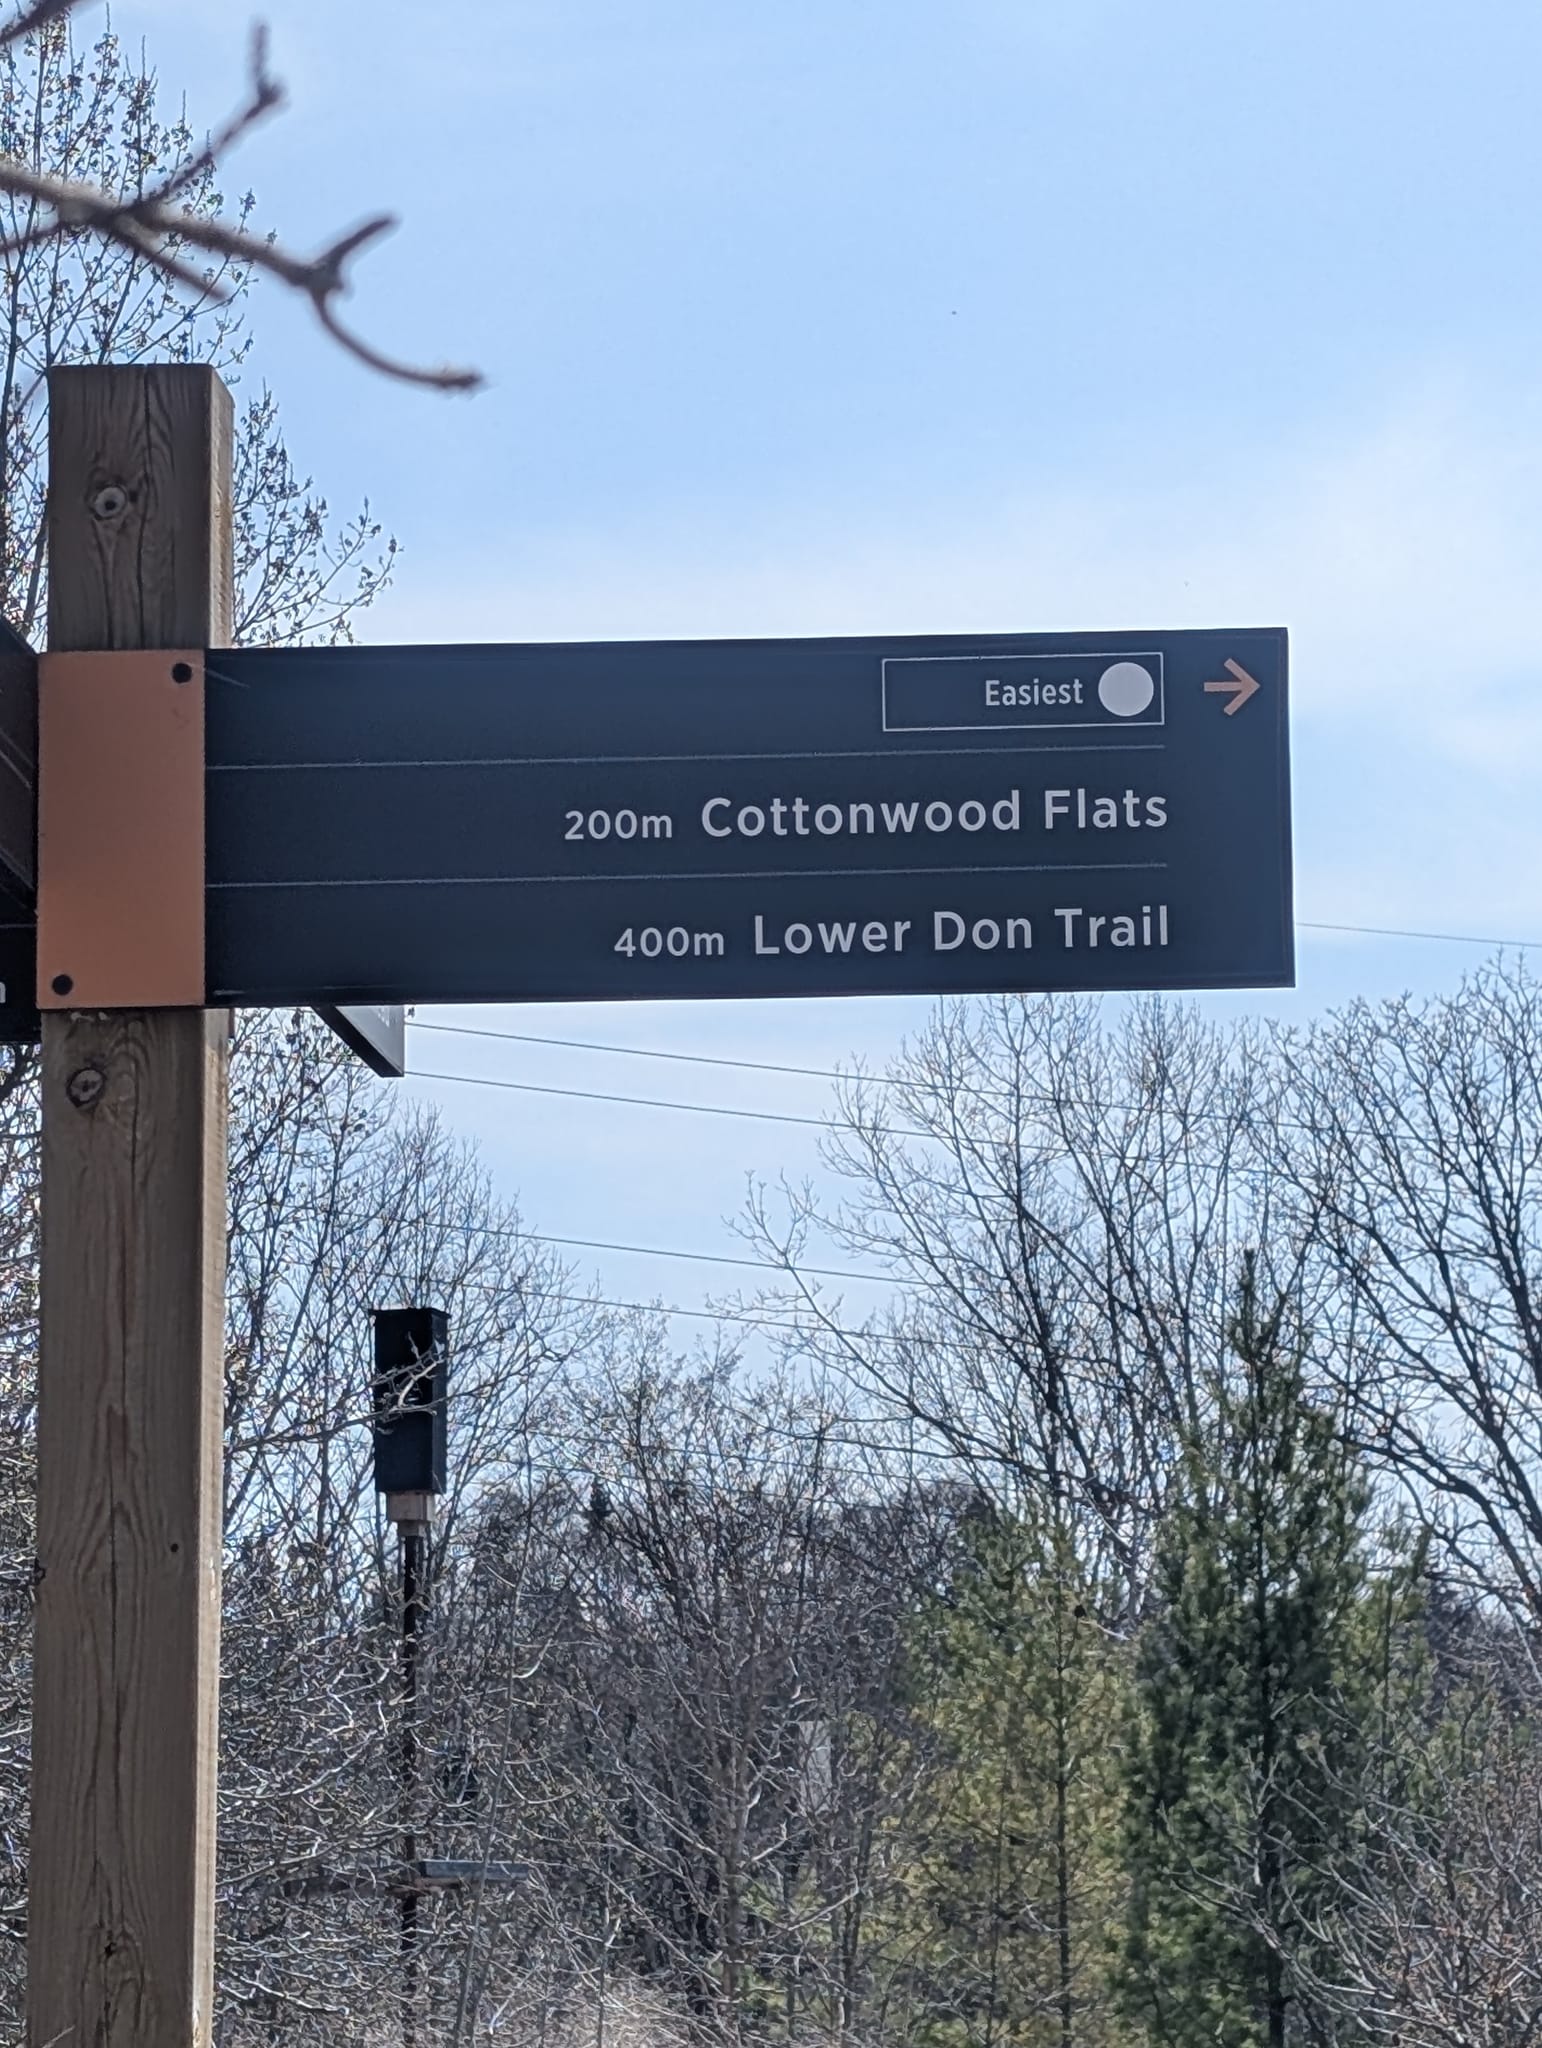 Easiest
200m Cottonwood Flats
400m Lower Don Trail